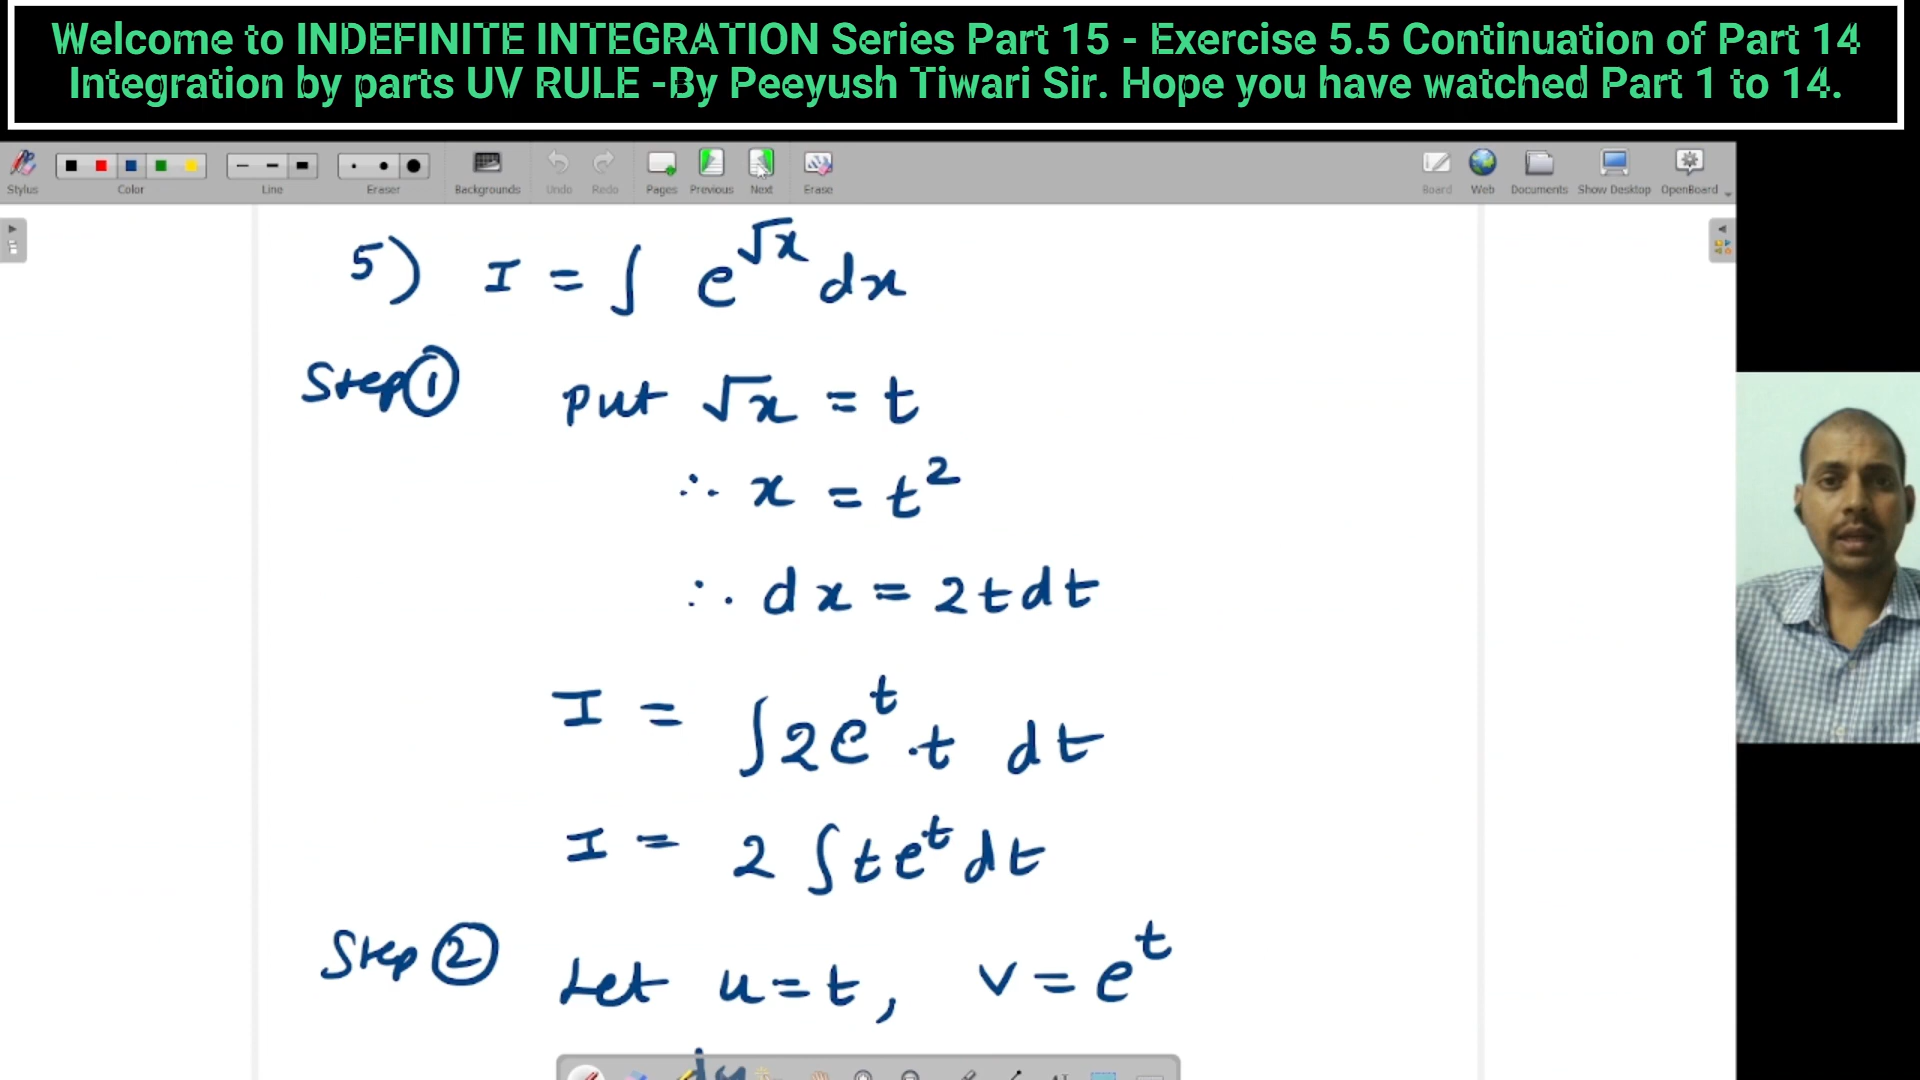 Welcome to INDEFINITE INTEGRATION Series Part 15 - Exercise 5.5 Continuation of Part 14
Integration by parts UV RULE -By Peeyush Tiwari Sir. Hope you have watched Part 1 to 14.
Stylus Color Line Eraser Backgrounds Undo Redo Pages Previous Next Erase Board Web Documents Show Desktop OpenBoard
5) I = ∫ e^√x dx
Step ① put √x = t
∴ x = t²
∴ dx = 2t dt
I = ∫2e^t . t dt
I = 2 ∫te^t dt
Step ② Let u = t, v = e^t